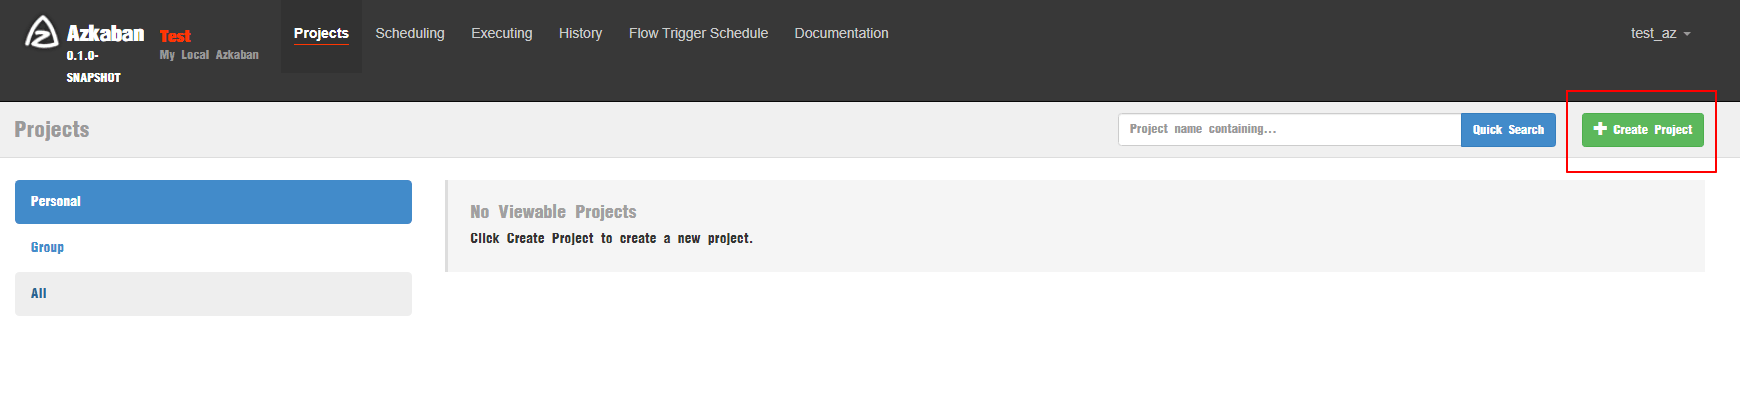 Azkaban
0.1.0-
SNAPSHOT
Test
My Local Azkaban
Projects
Scheduling
Executing
History
Flow Trigger Schedule
Documentation
test_az
Projects
Project name containing...
Quick Search
Create Project
Personal
Group
All
No Viewable Projects
Click Create Project to create a new project.